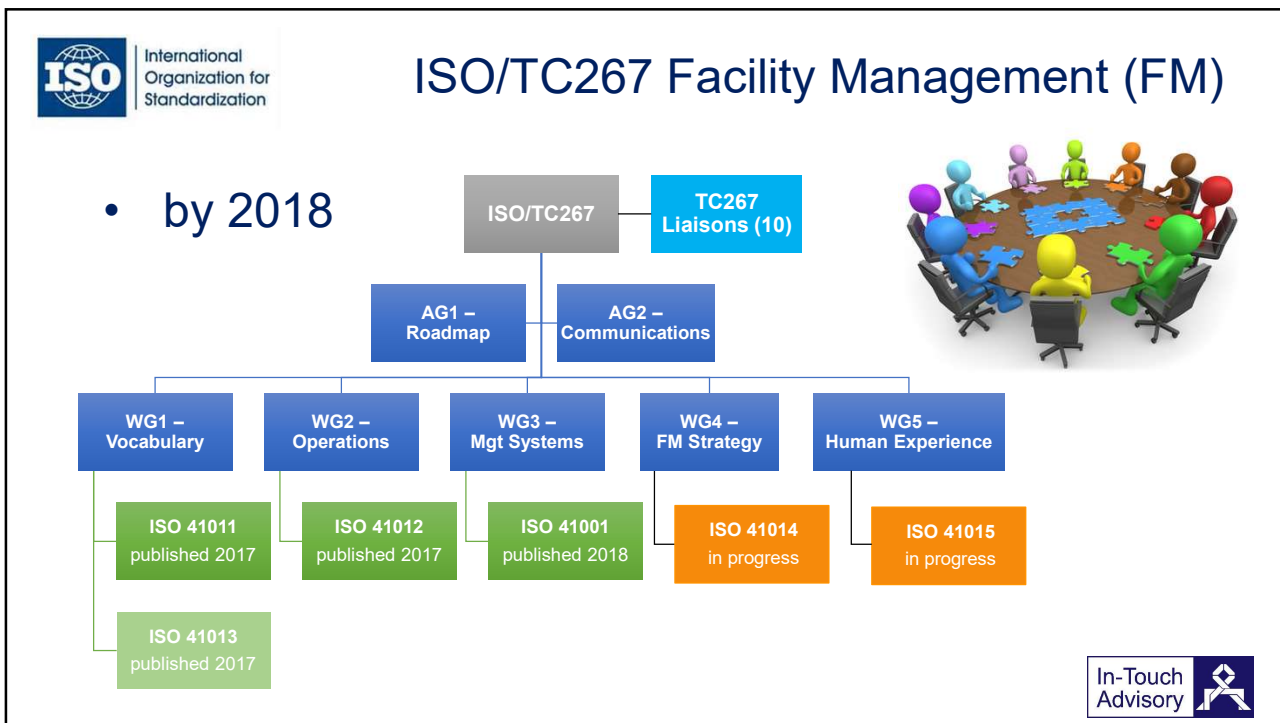 ISO
International
Organization for
Standardization
ISO/TC267 Facility Management (FM)
• by 2018
ISO/TC267
TC267
Liaisons (10)
AG1 –
Roadmap
AG2 –
Communications
WG1 –
Vocabulary
WG2 –
Operations
WG3 –
Mgt Systems
WG4 –
FM Strategy
WG5 –
Human Experience
ISO 41011
published 2017
ISO 41012
published 2017
ISO 41001
published 2018
ISO 41014
in progress
ISO 41015
in progress
ISO 41013
published 2017
In-Touch
Advisory